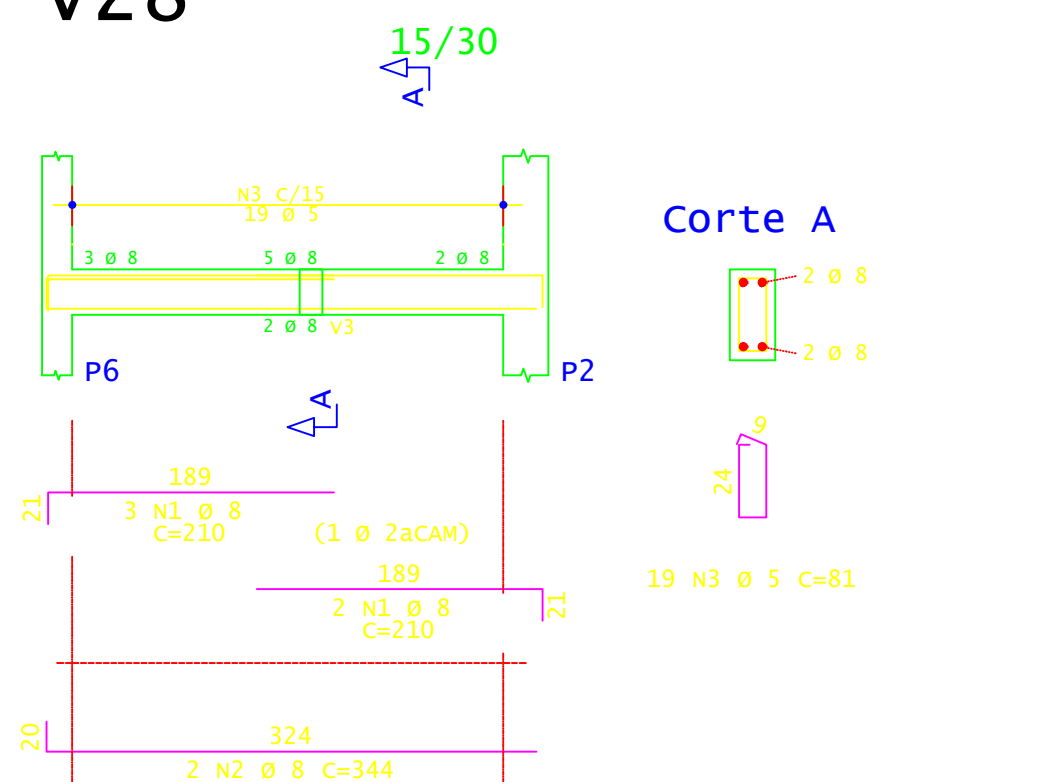 V28
15/30
A
N3 C/15
19 Ø 5
3 Ø 8
5 Ø 8
2 Ø 8
2 Ø 8
V3
P6
P2
A
Corte A
2 Ø 8
2 Ø 8
189
21
3 N1 Ø 8
C=210
(1 Ø 2aCAM)
189
2 N1 Ø 8
C=210
21
9
24
19 N3 Ø 5 C=81
324
20
2 N2 Ø 8 C=344